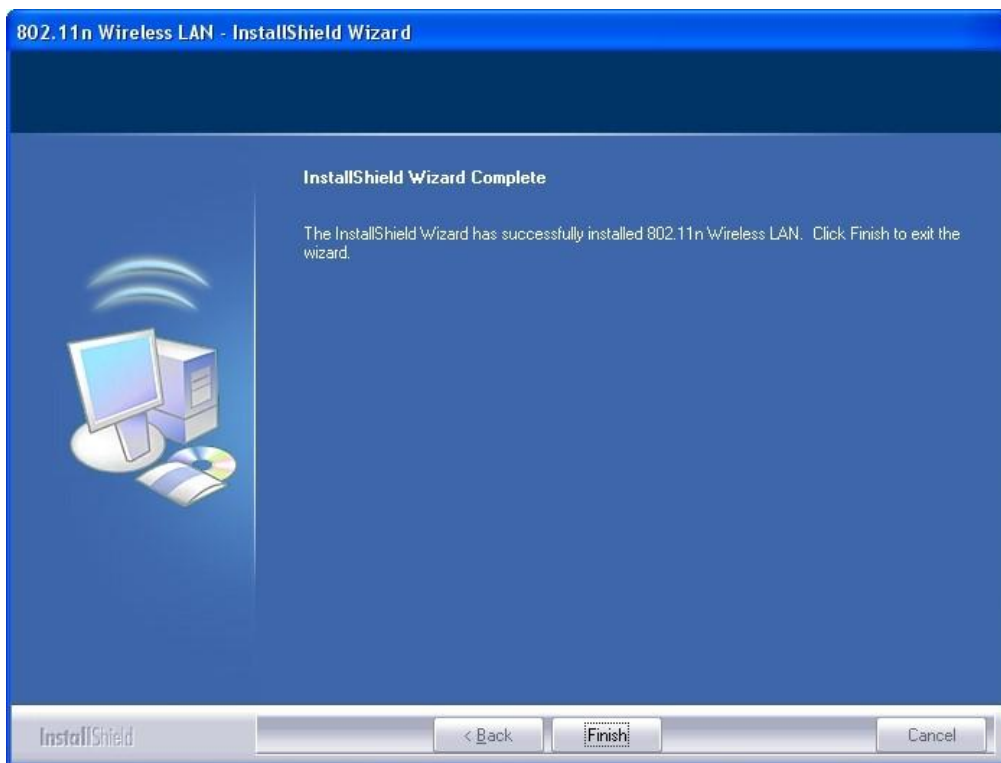 802.11n Wireless LAN - InstallShield Wizard
InstallShield Wizard Complete
The InstallShield Wizard has successfully installed 802.11n Wireless LAN. Click Finish to exit the
wizard.
InstallShield
< Back
Finish
Cancel